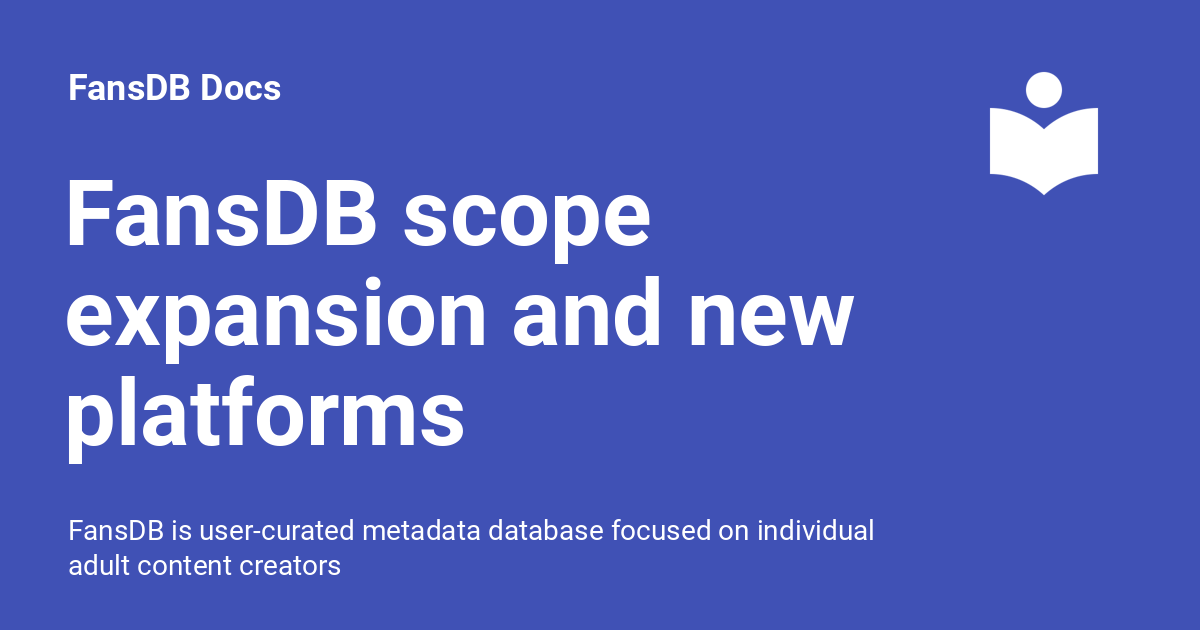 FansDB Docs
FansDB scope
expansion and new
platforms
FansDB is user-curated metadata database focused on individual
adult content creators